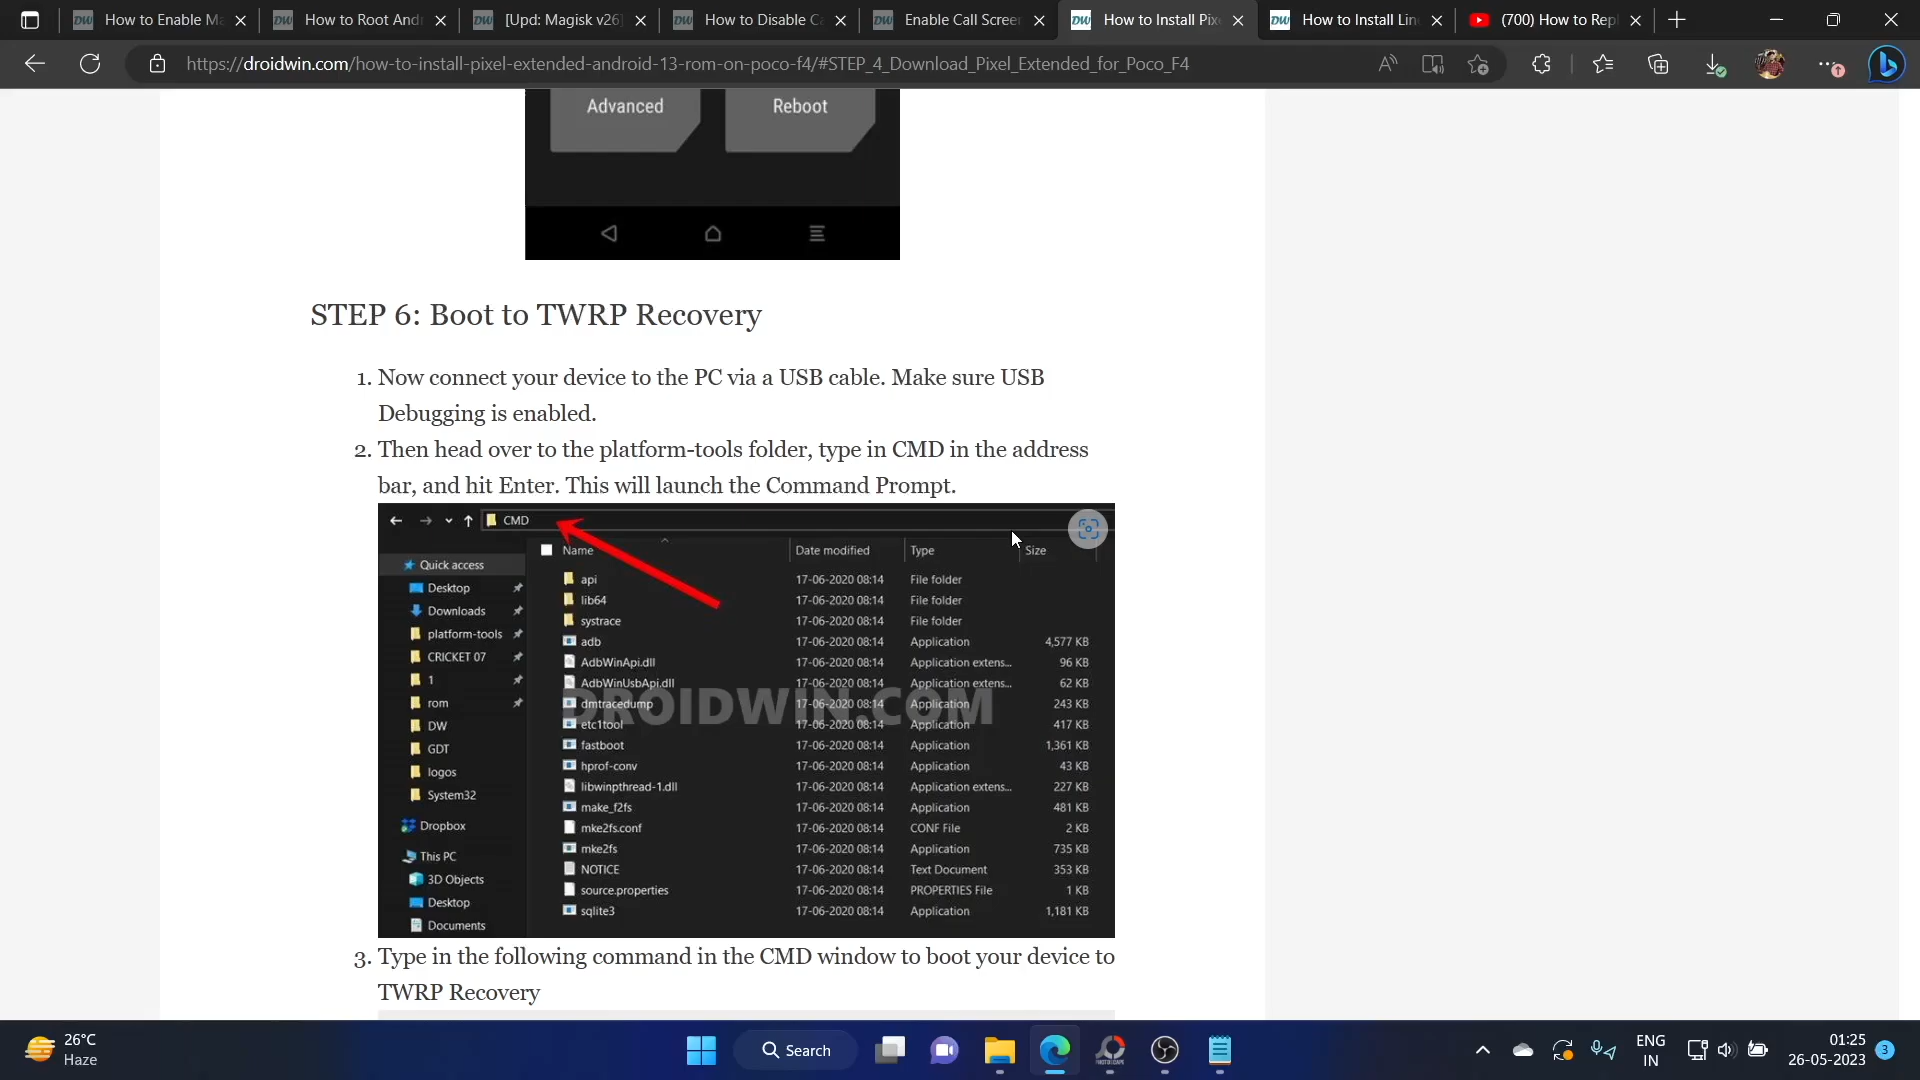 How to Enable Ma
How to Root Andr
[Upd: Magisk v26
How to Disable Ca
Enable Call Screen
How to Install Pixe
How to Install Lin
(700) How to Repl
https://droidwin.com/how-to-install-pixel-extended-android-13-rom-on-poco-f4/#STEP_4_Download_Pixel_Extended_for_Poco_F4
Advanced
Reboot
STEP 6: Boot to TWRP Recovery
1. Now connect your device to the PC via a USB cable. Make sure USB
Debugging is enabled.
2. Then head over to the platform-tools folder, type in CMD in the address
bar, and hit Enter. This will launch the Command Prompt.
CMD
Name Date modified Type Size
Quick access
Desktop
Downloads
platform-tools
CRICKET 07
1
rom
DW
GDT
logos
System32
Dropbox
This PC
3D Objects
Desktop
Documents
api 17-06-2020 08:14 File folder
lib64 17-06-2020 08:14 File folder
systrace 17-06-2020 08:14 File folder
adb 17-06-2020 08:14 Application 4,577 KB
AdbWinApi.dll 17-06-2020 08:14 Application extens... 96 KB
AdbWinUsbApi.dll 17-06-2020 08:14 Application extens... 62 KB
dmtracedump 17-06-2020 08:14 Application 243 KB
etc1tool 17-06-2020 08:14 Application 417 KB
fastboot 17-06-2020 08:14 Application 1,361 KB
hprof-conv 17-06-2020 08:14 Application 43 KB
libwinpthread-1.dll 17-06-2020 08:14 Application extens... 227 KB
make_f2fs 17-06-2020 08:14 Application 481 KB
mke2fs.conf 17-06-2020 08:14 CONF File 2 KB
mke2fs 17-06-2020 08:14 Application 735 KB
NOTICE 17-06-2020 08:14 Text Document 353 KB
source.properties 17-06-2020 08:14 PROPERTIES File 1 KB
sqlite3 17-06-2020 08:14 Application 1,181 KB
DROIDWIN.COM
3. Type in the following command in the CMD window to boot your device to
TWRP Recovery
26°C
Haze
Search
ENG
IN
01:25
26-05-2023
3